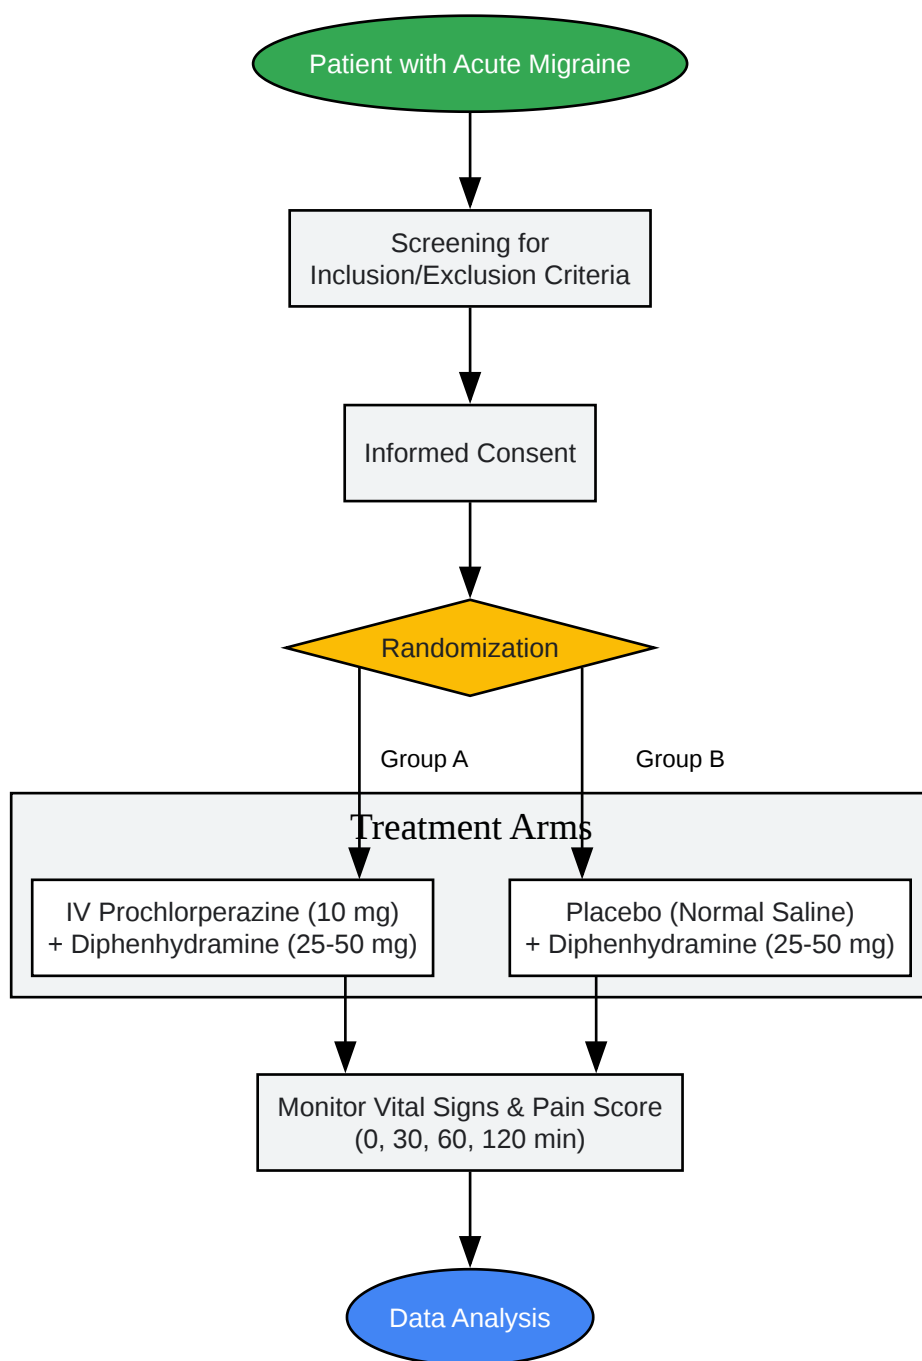 Patient with Acute Migraine
Screening for
Inclusion/Exclusion Criteria
Informed Consent
Randomization
Group A
Group B
Treatment Arms
IV Prochlorperazine (10 mg)
+ Diphenhydramine (25-50 mg)
Placebo (Normal Saline)
+ Diphenhydramine (25-50 mg)
Monitor Vital Signs & Pain Score
(0, 30, 60, 120 min)
Data Analysis